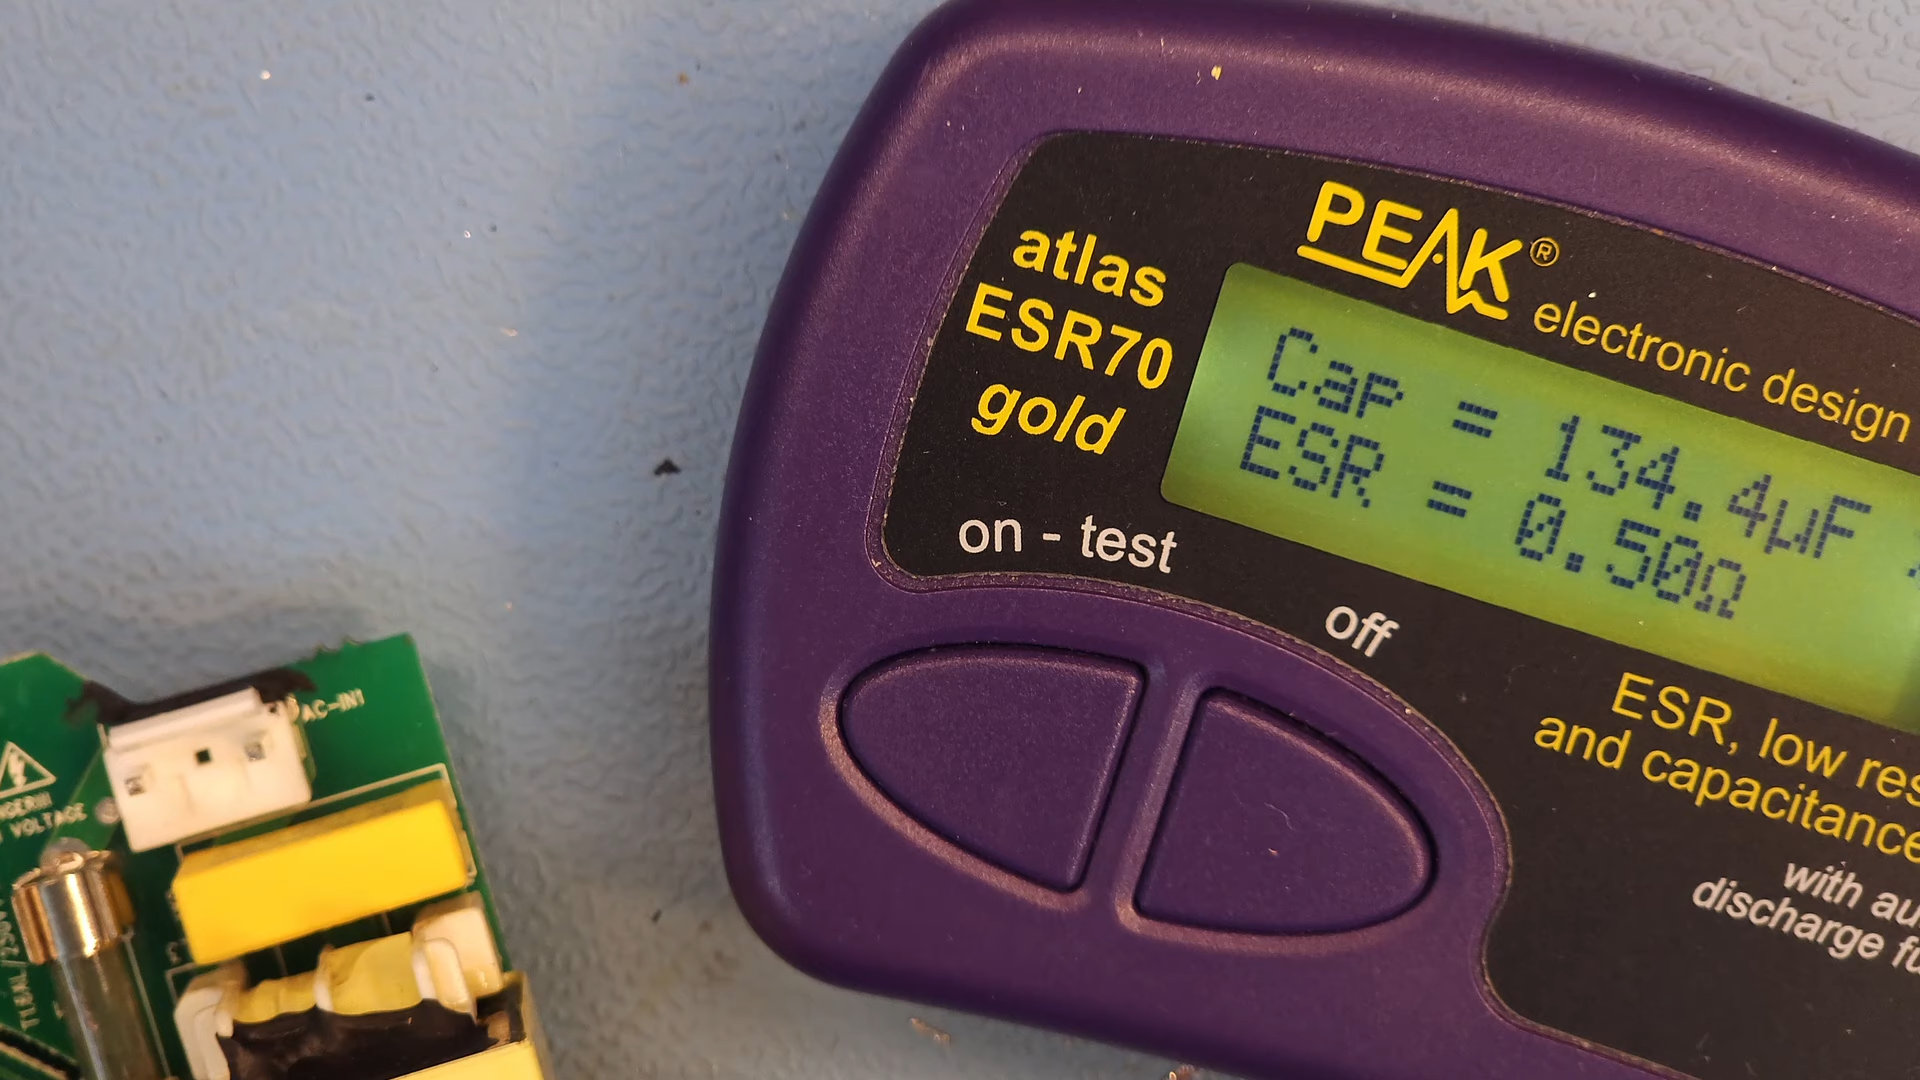 PEAK®
electronic design
atlas
ESR70
gold
Cap = 134.4µF
ESR = 0.50Ω
on - test
off
ESR, low res
and capacitance
with au
discharge fu
AC-IN1
VOLTAGE